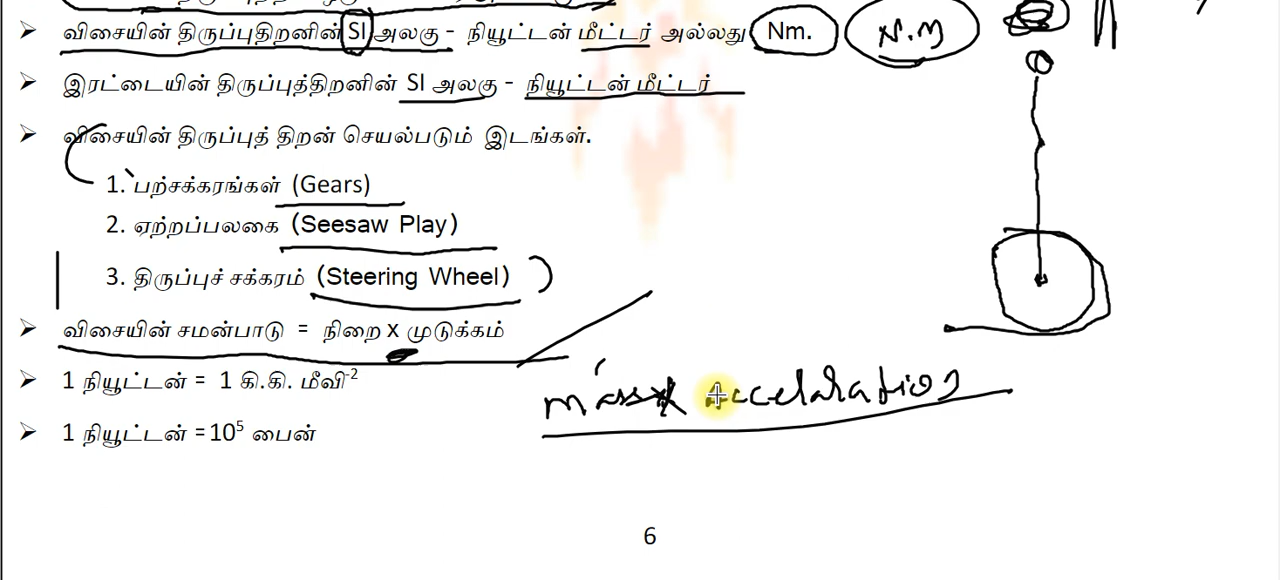 ➤ விசையின் திருப்புதிறனின் SI அலகு - நியூட்டன் மீட்டர் அல்லது Nm. N.M
➤ இரட்டையின் திருப்புத்திறனின் SI அலகு - நியூட்டன் மீட்டர்
➤ விசையின் திருப்புத் திறன் செயல்படும் இடங்கள்.
1. பற்சக்கரங்கள் (Gears)
2. ஏற்றப்பலகை (Seesaw Play)
3. திருப்புச் சக்கரம் (Steering Wheel)
➤ விசையின் சமன்பாடு = நிறை x முடுக்கம்
➤ 1 நியூட்டன் = 1 கி.கி. மீவி⁻²
mass x Accelaration
➤ 1 நியூட்டன் =10⁵ பைன்
6